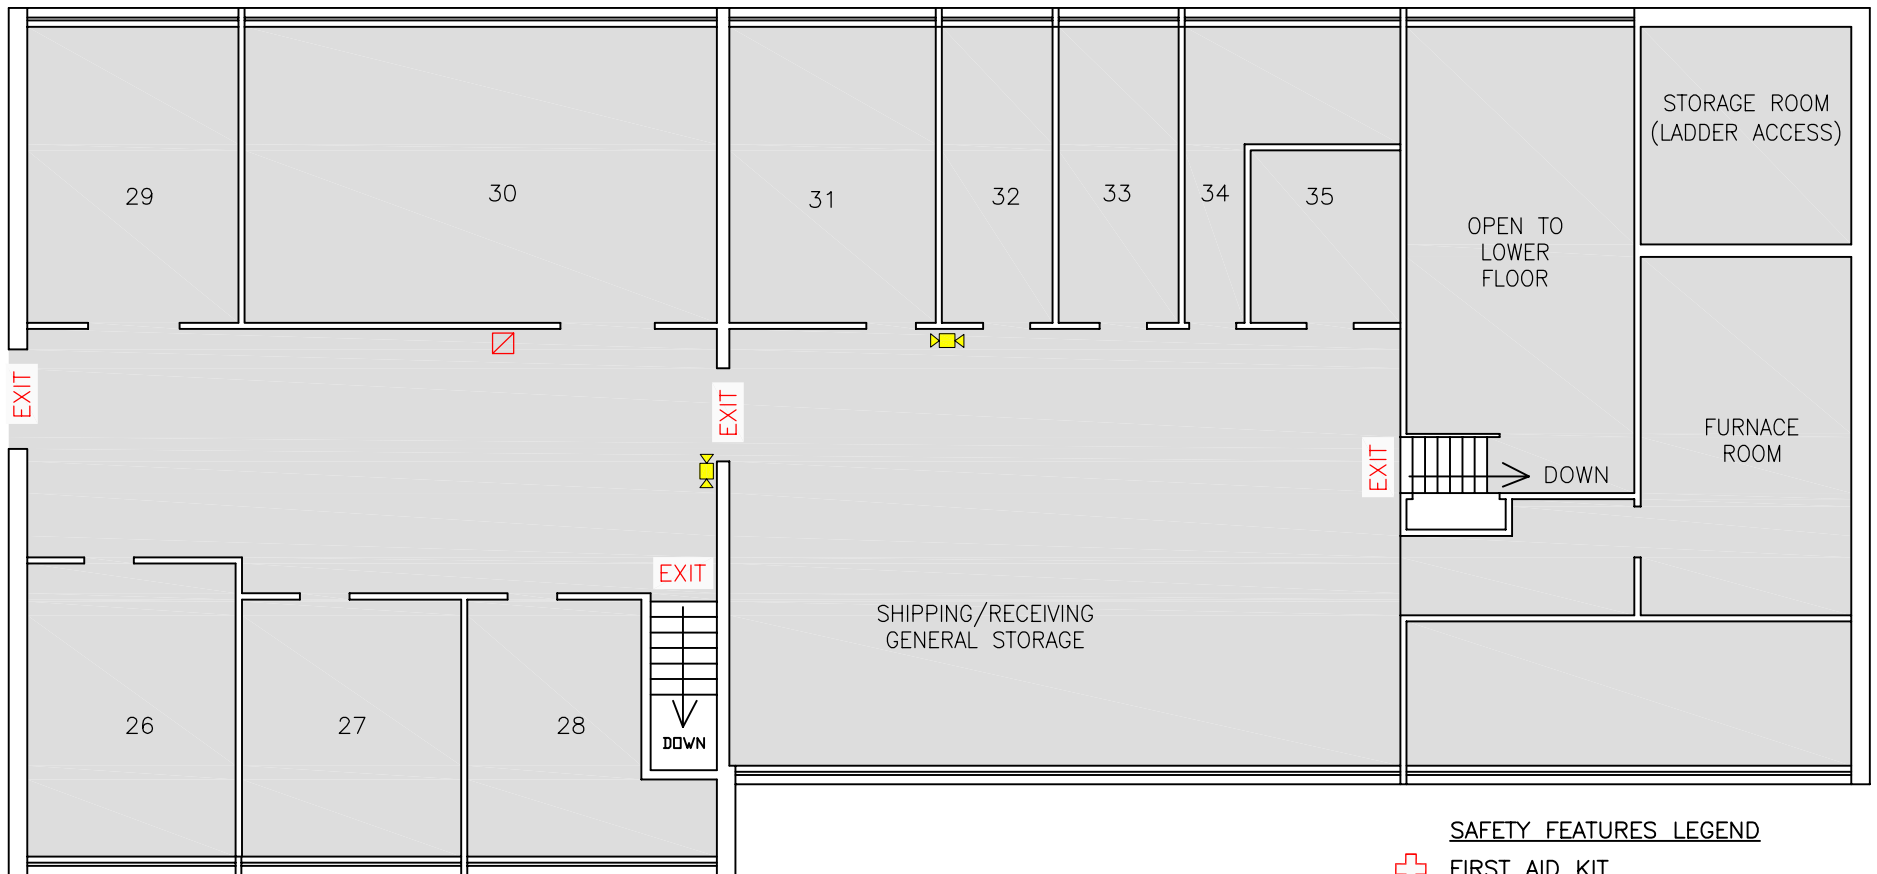 STORAGE ROOM
(LADDER ACCESS)
29
30
31
32
33
34
35
OPEN TO
LOWER
FLOOR
EXIT
EXIT
EXIT
FURNACE
ROOM
DOWN
EXIT
SHIPPING/RECEIVING
GENERAL STORAGE
26
27
28
DOWN
SAFETY FEATURES LEGEND
FIRST AID KIT